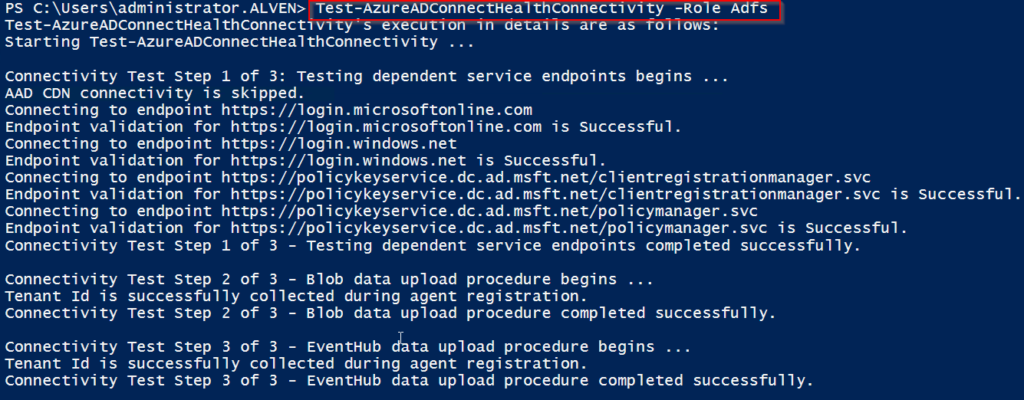 PS C:\Users\administrator.ALVEN> Test-AzureADConnectHealthConnectivity -Role Adfs
Test-AzureADConnectHealthConnectivity's execution in details are as follows:
Starting Test-AzureADConnectHealthConnectivity ...
Connectivity Test Step 1 of 3: Testing dependent service endpoints begins ...
AAD CDN connectivity is skipped.
Connecting to endpoint https://login.microsoftonline.com
Endpoint validation for https://login.microsoftonline.com is Successful.
Connecting to endpoint https://login.windows.net
Endpoint validation for https://login.windows.net is Successful.
Connecting to endpoint https://policykeyservice.dc.ad.msft.net/clientregistrationmanager.svc
Endpoint validation for https://policykeyservice.dc.ad.msft.net/clientregistrationmanager.svc is Successful.
Connecting to endpoint https://policykeyservice.dc.ad.msft.net/policymanager.svc
Endpoint validation for https://policykeyservice.dc.ad.msft.net/policymanager.svc is Successful.
Connectivity Test Step 1 of 3 - Testing dependent service endpoints completed successfully.
Connectivity Test Step 2 of 3 - Blob data upload procedure begins ...
Tenant Id is successfully collected during agent registration.
Connectivity Test Step 2 of 3 - Blob data upload procedure completed successfully.
Connectivity Test Step 3 of 3 - EventHub data upload procedure begins ...
Tenant Id is successfully collected during agent registration.
Connectivity Test Step 3 of 3 - EventHub data upload procedure completed successfully.